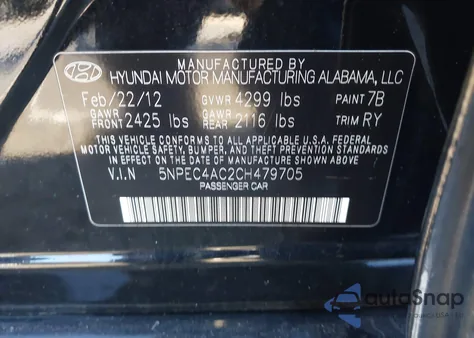 MANUFACTURED BY
HYUNDAI MOTOR MANUFACTURING ALABAMA, LLC
Feb/22/12 GVWR 4299 lbs PAINT 7B
GAWR FRONT 2425 lbs GAWR REAR 2116 lbs TRIM RY
THIS VEHICLE CONFORMS TO ALL APPLICABLE U.S.A. FEDERAL
MOTOR VEHICLE SAFETY, BUMPER, AND THEFT PREVENTION STANDARDS
IN EFFECT ON THE DATE OF MANUFACTURE SHOWN ABOVE.
V.I.N 5NPEC4AC2CH479705
PASSENGER CAR
autoSnap